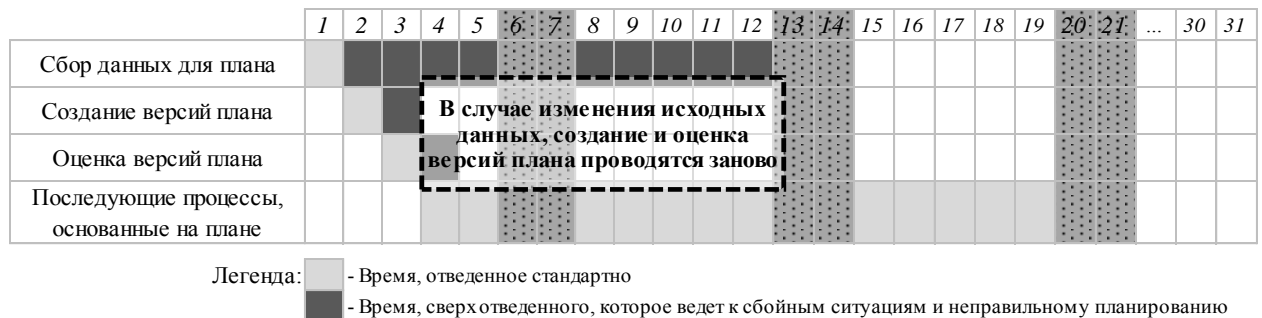 1 2 3 4 5 6 7 8 9 10 11 12 13 14 15 16 17 18 19 20 21 ... 30 31
Сбор данных для плана
Создание версий плана
Оценка версий плана
В случае изменения исходных
данных, создание и оценка
версий плана проводятся заново
Последующие процессы,
основанные на плане
Легенда:
- Время, отведенное стандартно
- Время, сверхотведенного, которое ведет к сбойным ситуациям и неправильному планированию